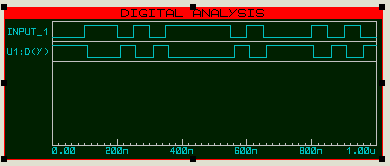 DIGITAL ANALYSIS
INPUT_1
U1:D(Y)
0.00 200n 400n 600n 800n 1.00u